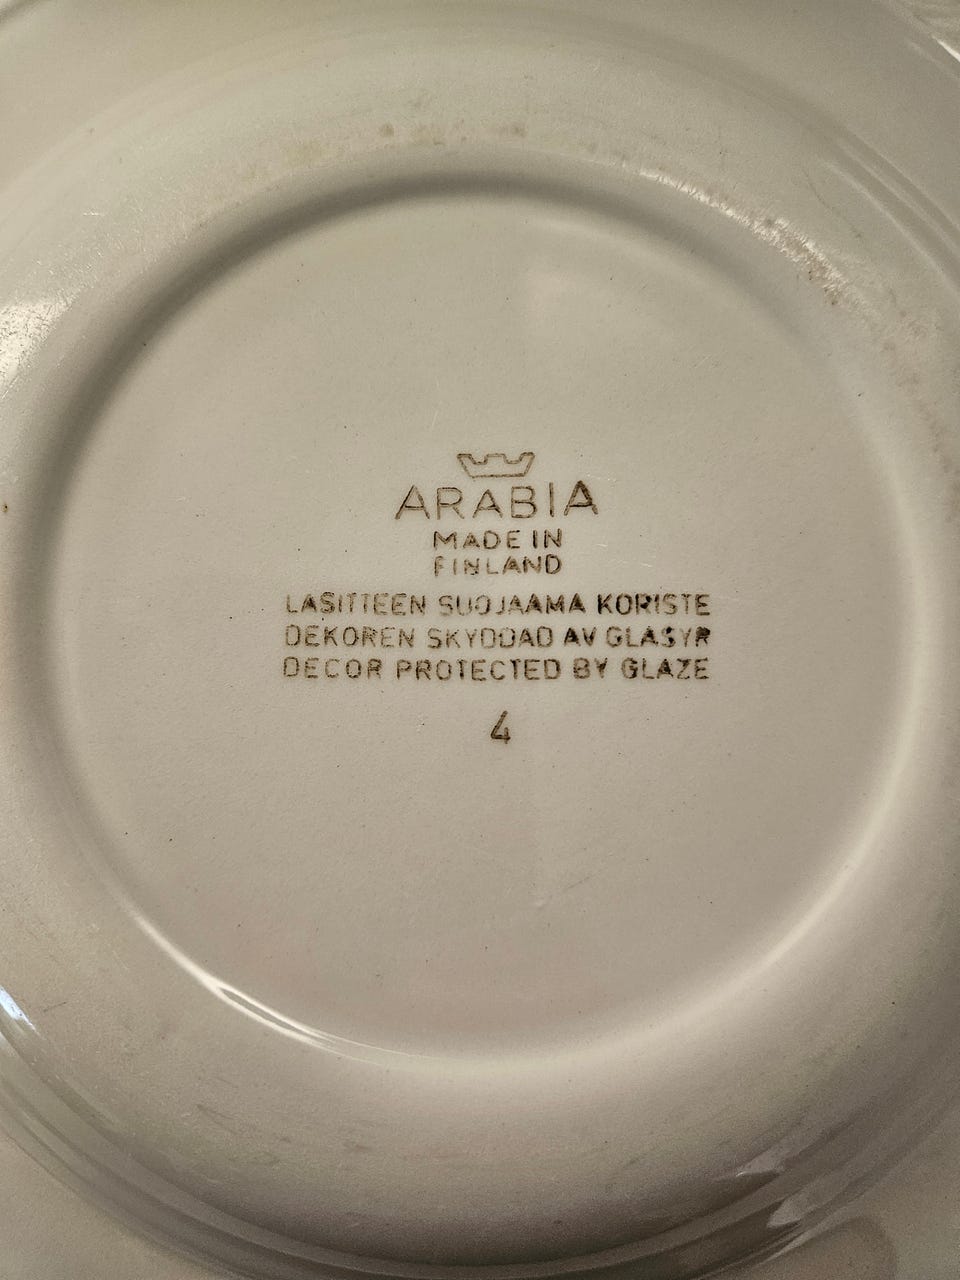 ARABIA
MADE IN
FINLAND
LASITTEEN SUOJAAMA KORISTE
DEKOREN SKYDDAD AV GLASYR
DECOR PROTECTED BY GLAZE
4